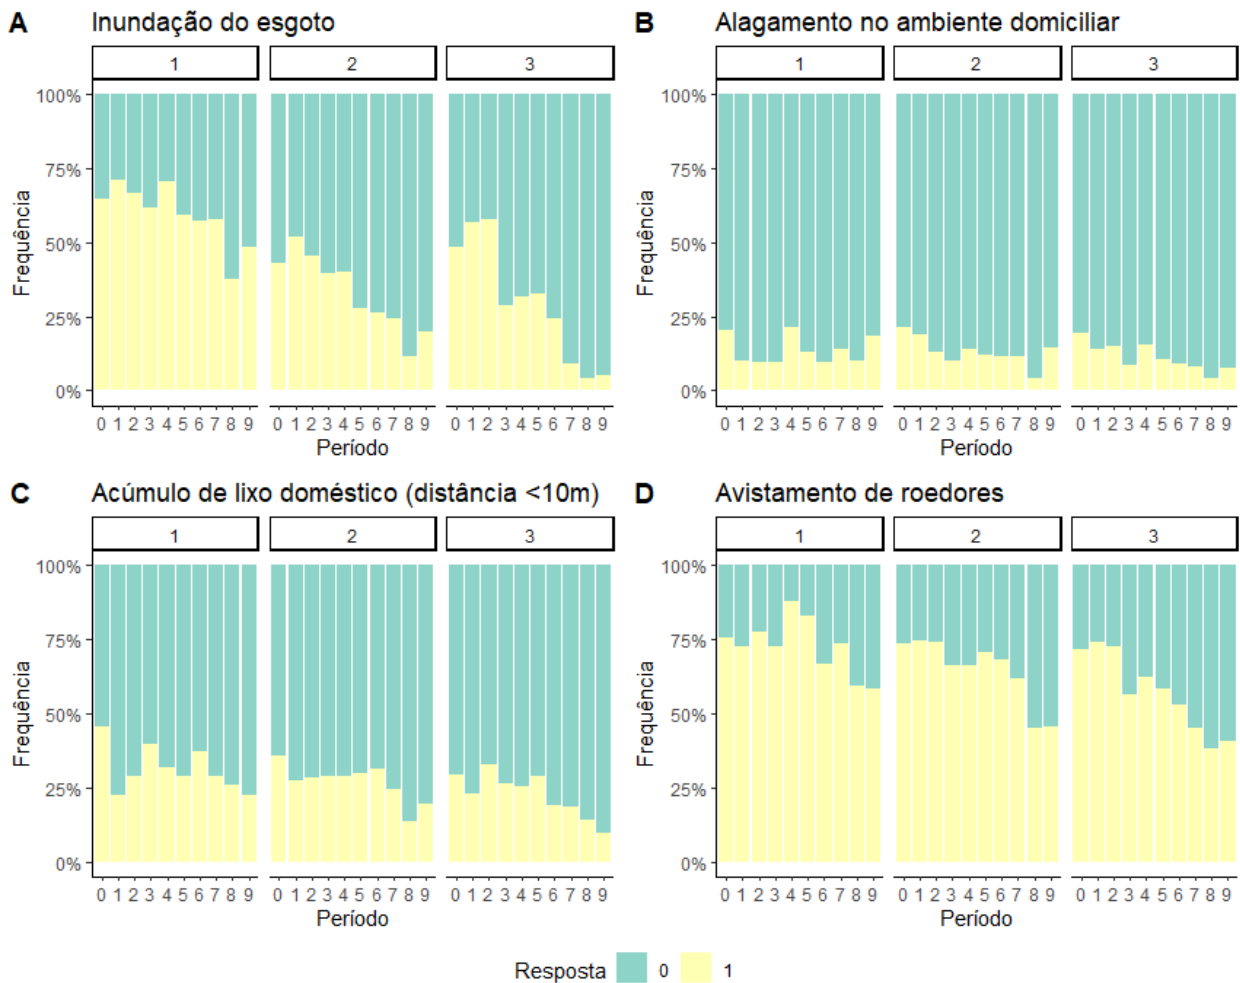 A Inundação do esgoto
1 2 3
100%
75%
50%
25%
0%
Frequência
0 1 2 3 4 5 6 7 8 9 0 1 2 3 4 5 6 7 8 9 0 1 2 3 4 5 6 7 8 9
Período
B Alagamento no ambiente domiciliar
1 2 3
100%
75%
50%
25%
0%
Frequência
0 1 2 3 4 5 6 7 8 9 0 1 2 3 4 5 6 7 8 9 0 1 2 3 4 5 6 7 8 9
Período
C Acúmulo de lixo doméstico (distância <10m)
1 2 3
100%
75%
50%
25%
0%
Frequência
0 1 2 3 4 5 6 7 8 9 0 1 2 3 4 5 6 7 8 9 0 1 2 3 4 5 6 7 8 9
Período
D Avistamento de roedores
1 2 3
100%
75%
50%
25%
0%
Frequência
0 1 2 3 4 5 6 7 8 9 0 1 2 3 4 5 6 7 8 9 0 1 2 3 4 5 6 7 8 9
Período
Resposta 0 1